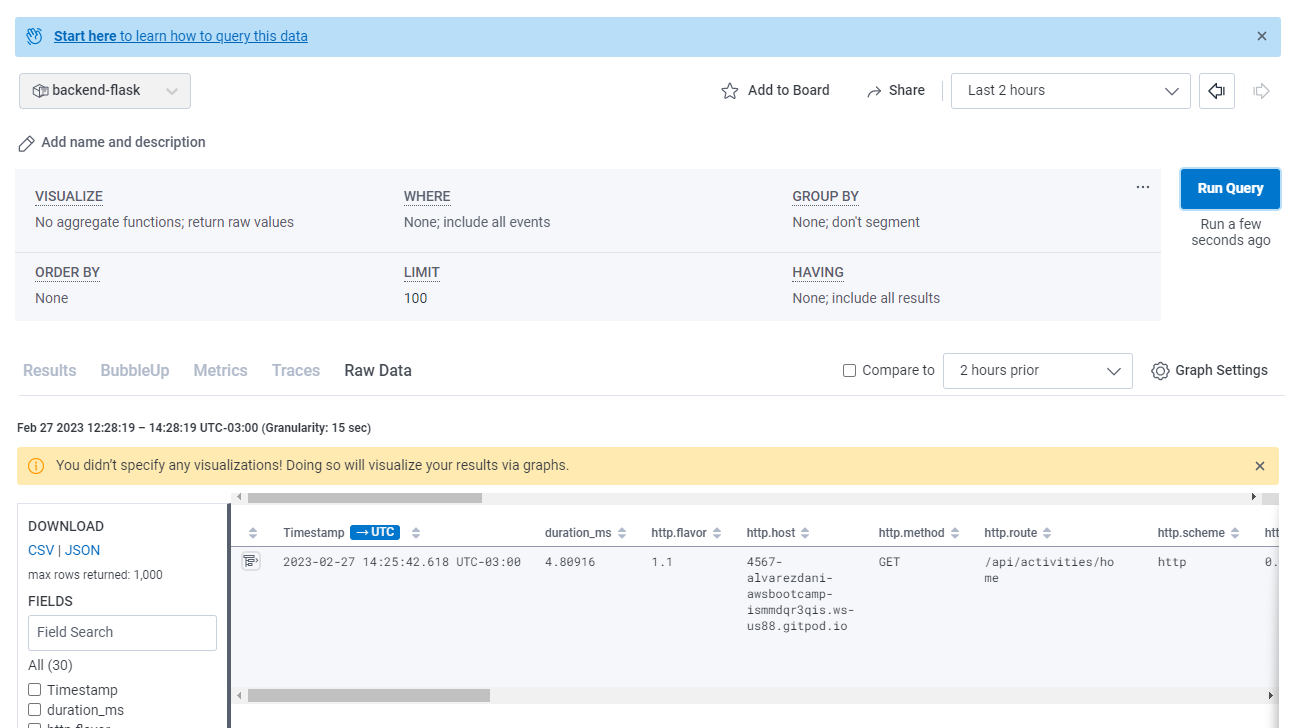 Start here to learn how to query this data
backend-flask
Add to Board
Share
Last 2 hours
Add name and description
VISUALIZE
No aggregate functions; return raw values
WHERE
None; include all events
GROUP BY
None; don't segment
Run Query
Run a few
seconds ago
ORDER BY
None
LIMIT
100
HAVING
None; include all results
Results BubbleUp Metrics Traces Raw Data
Compare to
2 hours prior
Graph Settings
Feb 27 2023 12:28:19 – 14:28:19 UTC-03:00 (Granularity: 15 sec)
You didn’t specify any visualizations! Doing so will visualize your results via graphs.
DOWNLOAD
CSV | JSON
max rows returned: 1,000
FIELDS
Field Search
All (30)
Timestamp
duration_ms
Timestamp → UTC duration_ms http.flavor http.host http.method http.route http.scheme htt
2023-02-27 14:25:42.618 UTC-03:00 4.80916 1.1 4567- GET /api/activities/ho http 0.
alvarezdani- me
awsbootcamp-
ismmdqr3qis.ws-
us88.gitpod.io